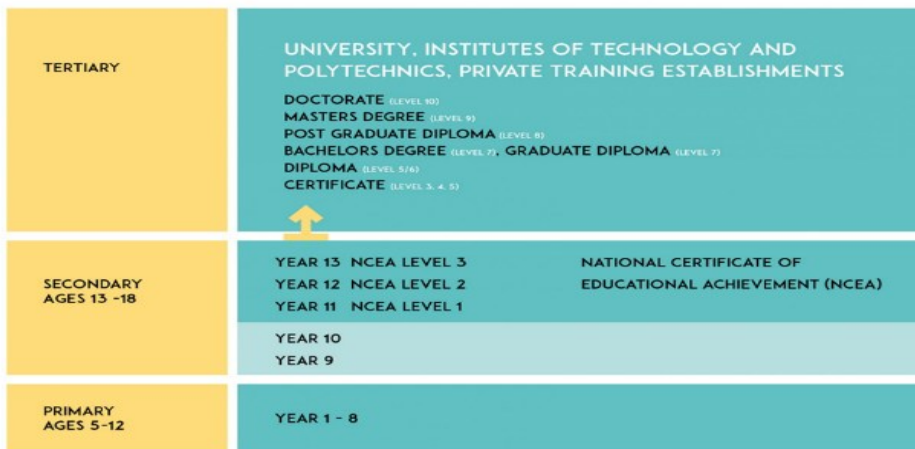 TERTIARY
UNIVERSITY, INSTITUTES OF TECHNOLOGY AND
POLYTECHNICS, PRIVATE TRAINING ESTABLISHMENTS
DOCTORATE (LEVEL 10)
MASTERS DEGREE (LEVEL 9)
POST GRADUATE DIPLOMA (LEVEL 8)
BACHELORS DEGREE (LEVEL 7), GRADUATE DIPLOMA (LEVEL 7)
DIPLOMA (LEVEL 5/6)
CERTIFICATE (LEVEL 3, 4, 5)
SECONDARY
AGES 13 -18
YEAR 13 NCEA LEVEL 3
YEAR 12 NCEA LEVEL 2
YEAR 11 NCEA LEVEL 1
NATIONAL CERTIFICATE OF
EDUCATIONAL ACHIEVEMENT (NCEA)
YEAR 10
YEAR 9
PRIMARY
AGES 5-12
YEAR 1 - 8